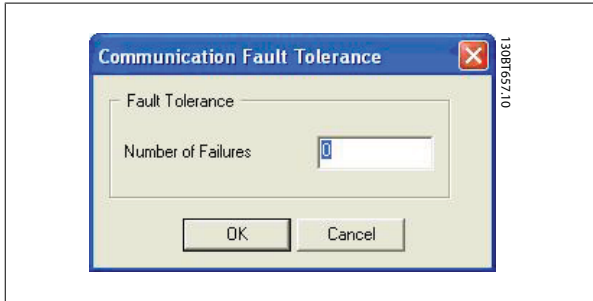 Communication Fault Tolerance
Fault Tolerance
Number of Failures
0
OK
Cancel
130BT657.10